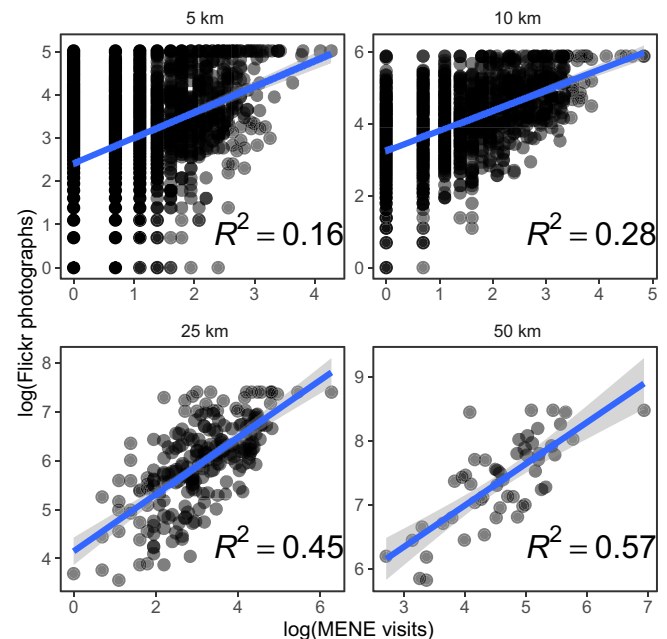 5 km
10 km
5
4
3
2
1
0
R² = 0.16
0 1 2 3 4
6
4
2
0
R² = 0.28
0 1 2 3 4 5
log(Flickr photographs)
25 km
50 km
8
7
6
5
4
R² = 0.45
0 2 4 6
9
8
7
6
R² = 0.57
3 4 5 6 7
log(MENE visits)